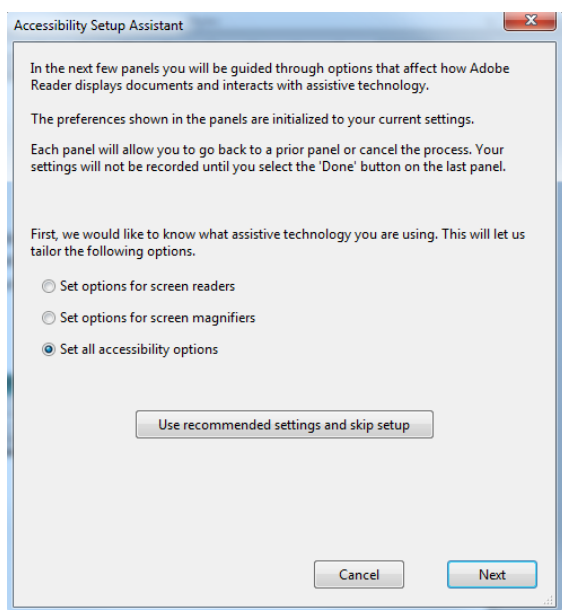 Accessibility Setup Assistant
In the next few panels you will be guided through options that affect how Adobe
Reader displays documents and interacts with assistive technology.
The preferences shown in the panels are initialized to your current settings.
Each panel will allow you to go back to a prior panel or cancel the process. Your
settings will not be recorded until you select the 'Done' button on the last panel.
First, we would like to know what assistive technology you are using. This will let us
tailor the following options.
Set options for screen readers
Set options for screen magnifiers
Set all accessibility options
Use recommended settings and skip setup
Cancel
Next